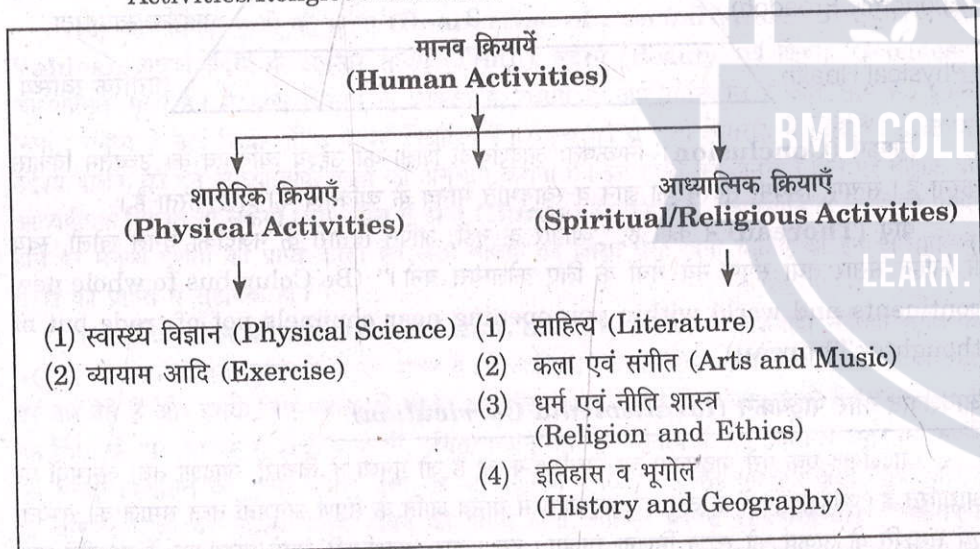 मानव क्रियायें
(Human Activities)
शारीरिक क्रियाएँ
(Physical Activities)
आध्यात्मिक क्रियाएँ
(Spiritual/Religious Activities)
(1) स्वास्थ्य विज्ञान (Physical Science)
(2) व्यायाम आदि (Exercise)
(1) साहित्य (Literature)
(2) कला एवं संगीत (Arts and Music)
(3) धर्म एवं नीति शास्त्र
(Religion and Ethics)
(4) इतिहास व भूगोल
(History and Geography)
BMD COLL
LEARN.